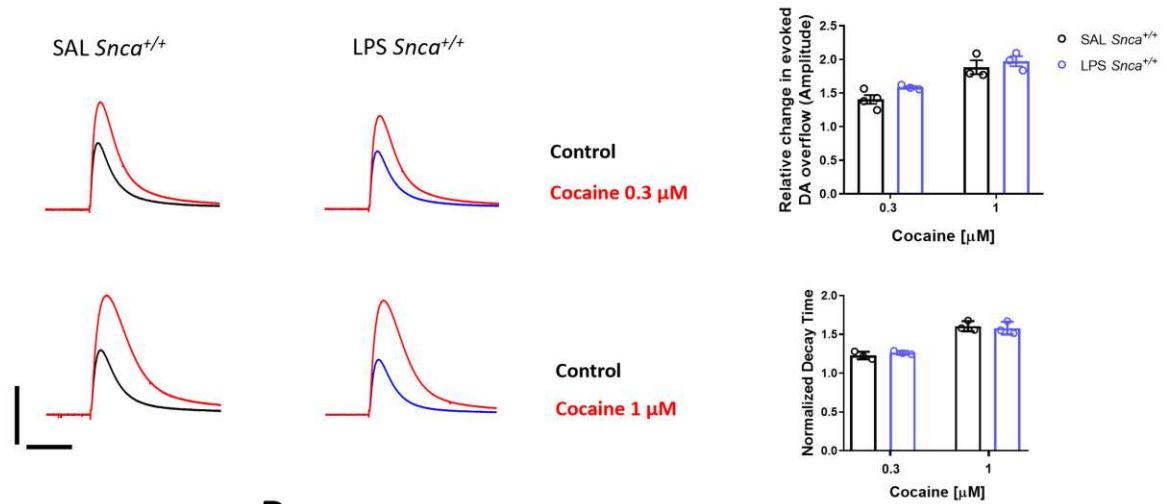 SAL Snca+/+
LPS Snca+/+
Control
Cocaine 0.3 µM
Control
Cocaine 1 µM
Relative change in evoked
DA overflow (Amplitude)
2.5
2.0
1.5
1.0
0.5
0.0
0.3
1
Cocaine [µM]
SAL Snca+/+
LPS Snca+/+
Normalized Decay Time
2.0
1.5
1.0
0.5
0.0
0.3
1
Cocaine [µM]